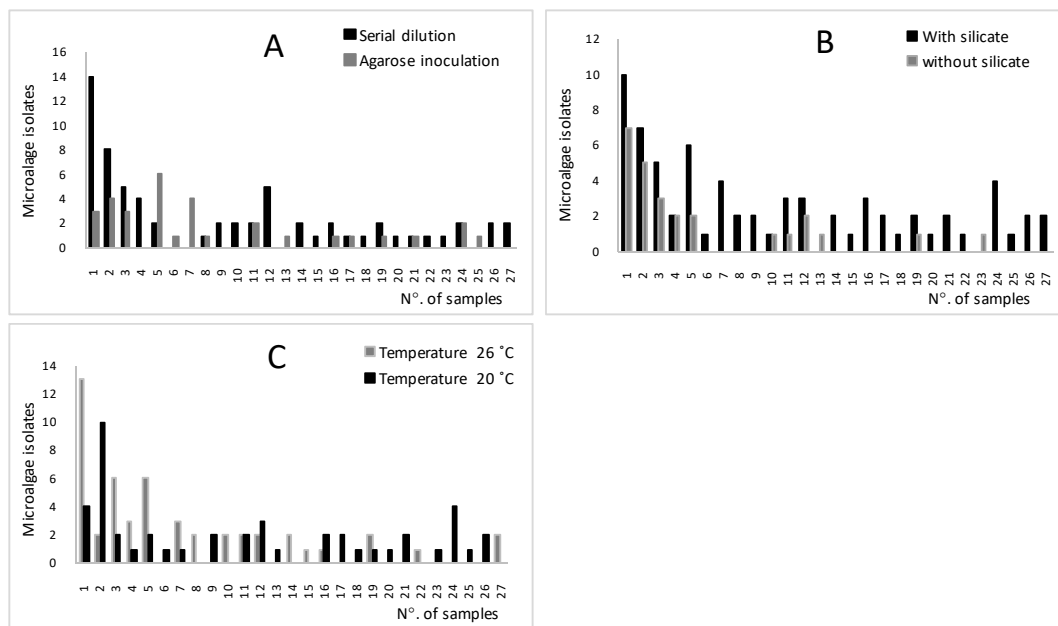 A
Serial dilution
Agarose inoculation
Microalage isolates
16
14
12
10
8
6
4
2
0
1 2 3 4 5 6 7 8 9 10 11 12 13 14 15 16 17 18 19 20 21 22 23 24 25 26 27
N°. of samples
B
With silicate
without silicate
Microalgae isolates
12
10
8
6
4
2
0
1 2 3 4 5 6 7 8 9 10 11 12 13 14 15 16 17 18 19 20 21 22 23 24 25 26 27
N°. of samples
C
Temperature 26 ˚C
Temperature 20 ˚C
Microalgae isolates
14
12
10
8
6
4
2
0
1 2 3 4 5 6 7 8 9 10 11 12 13 14 15 16 17 18 19 20 21 22 23 24 25 26 27
N°. of samples